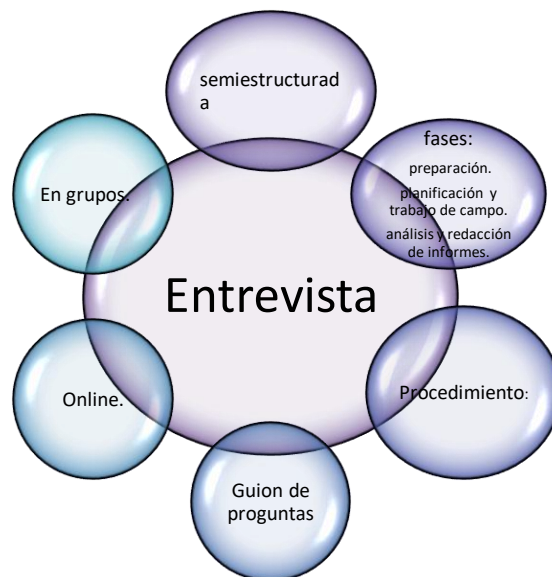 semiestructurad
a
fases:
preparación.
planificación y
trabajo de campo.
análisis y redacción
de informes.
En grupos.
Entrevista
Procedimiento:
Online.
Guion de
proguntas